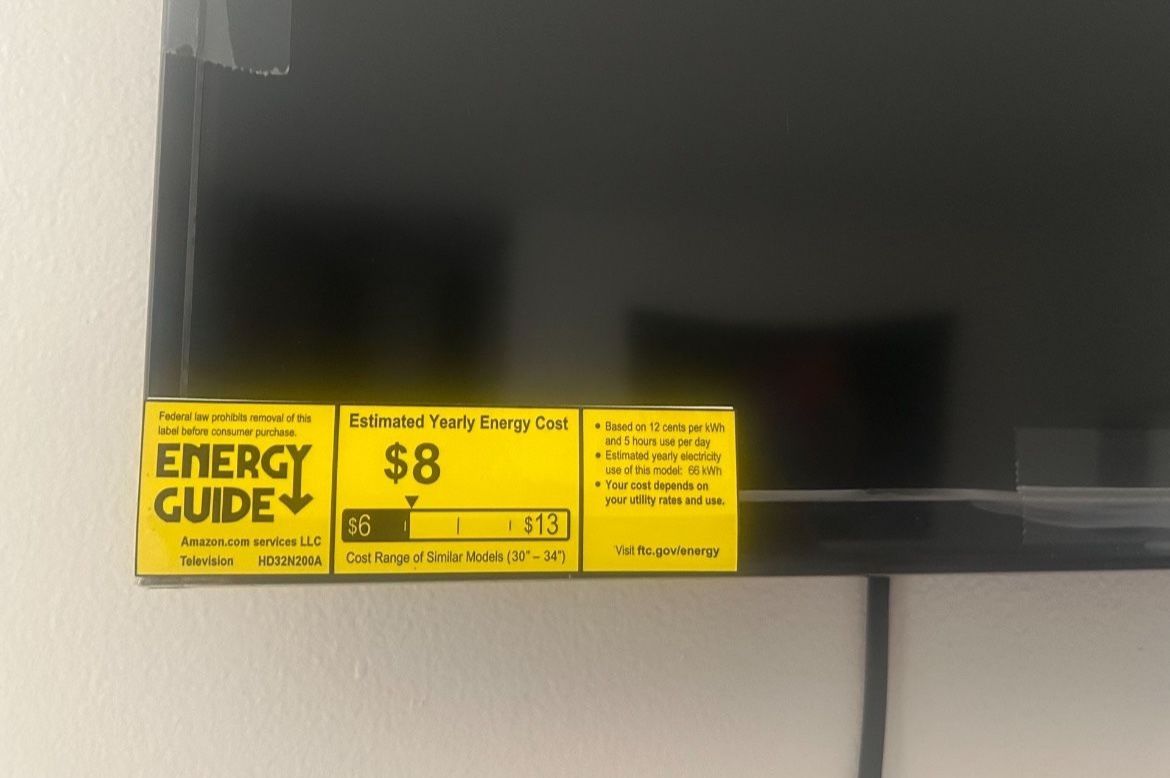 Federal law prohibits removal of this
label before consumer purchase.
ENERGY
GUIDE
Amazon.com services LLC
Television HD32N200A
Estimated Yearly Energy Cost
$8
$6 $13
Cost Range of Similar Models (30" – 34")
• Based on 12 cents per kWh
and 5 hours use per day
• Estimated yearly electricity
use of this model: 66 kWh
• Your cost depends on
your utility rates and use.
Visit ftc.gov/energy